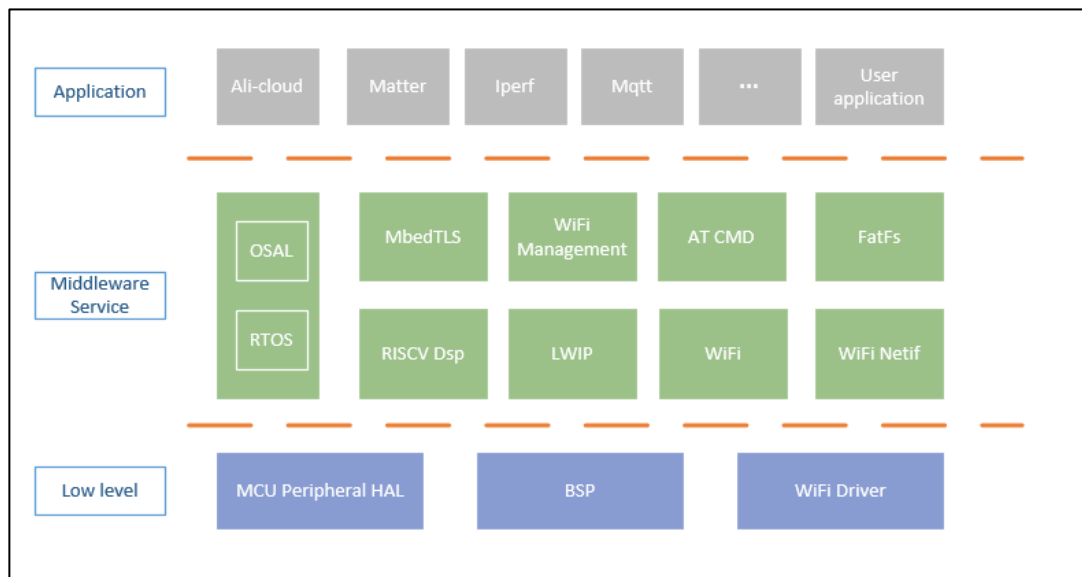 Application
Ali-cloud
Matter
Iperf
Mqtt
...
User
application
Middleware
Service
OSAL
RTOS
MbedTLS
WiFi
Management
AT CMD
FatFs
RISCV Dsp
LWIP
WiFi
WiFi Netif
Low level
MCU Peripheral HAL
BSP
WiFi Driver